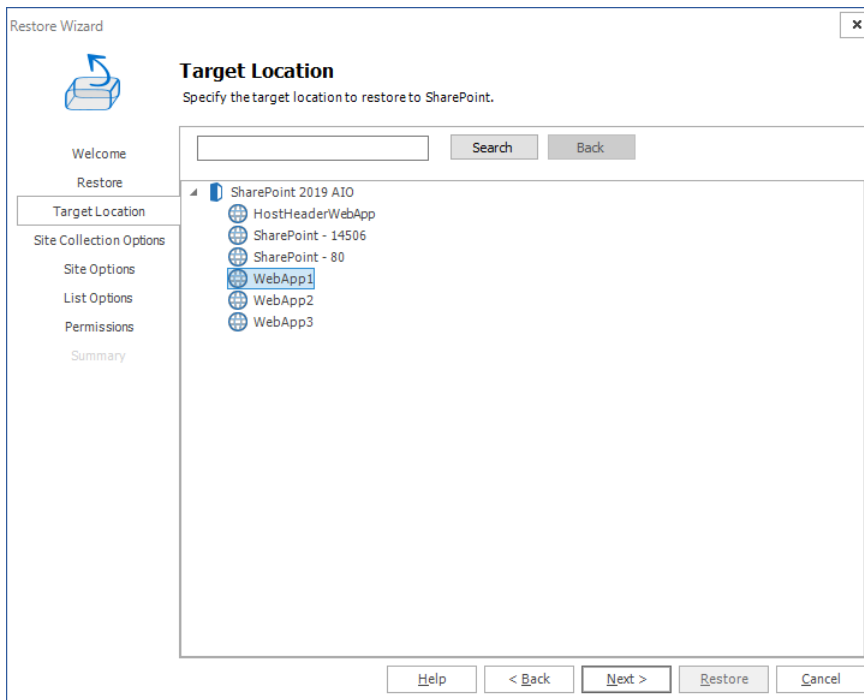 Restore Wizard
Target Location
Specify the target location to restore to SharePoint.
Search
Back
Welcome
Restore
Target Location
Site Collection Options
Site Options
List Options
Permissions
Summary
SharePoint 2019 AIO
HostHeaderWebApp
SharePoint - 14506
SharePoint - 80
WebApp1
WebApp2
WebApp3
Help
< Back
Next >
Restore
Cancel